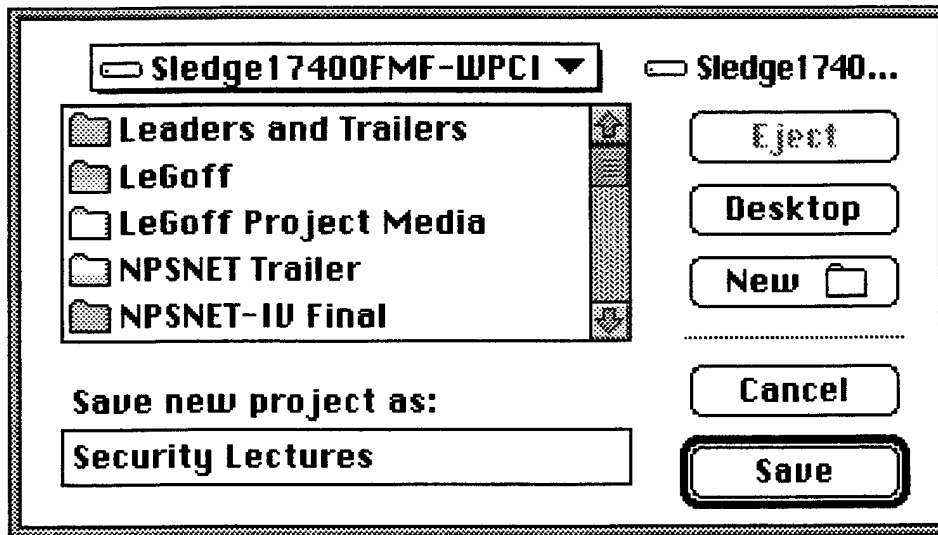 Sledge17400FMF-WPCI
Sledge1740...
Leaders and Trailers
LeGoff
LeGoff Project Media
NPSNET Trailer
NPSNET-IV Final
Eject
Desktop
New
Save new project as:
Security Lectures
Cancel
Save